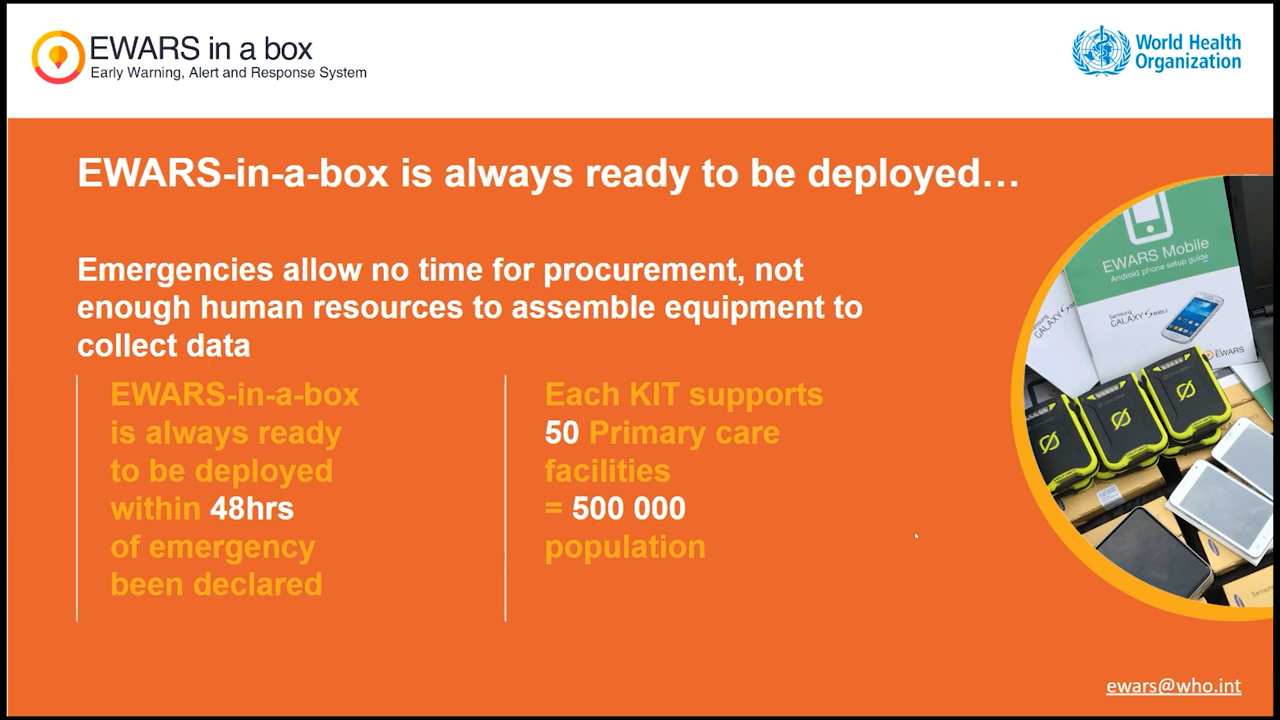 EWARS in a box
Early Warning, Alert and Response System
World Health
Organization
EWARS-in-a-box is always ready to be deployed…
Emergencies allow no time for procurement, not
enough human resources to assemble equipment to
collect data
EWARS-in-a-box
is always ready
to be deployed
within 48hrs
of emergency
been declared
Each KIT supports
50 Primary care
facilities
= 500 000
population
EWARS Mobile
Android phone setup guide
Samsung
GALAXY S
EWARS
Samsung
GALAXY S
ewars@who.int